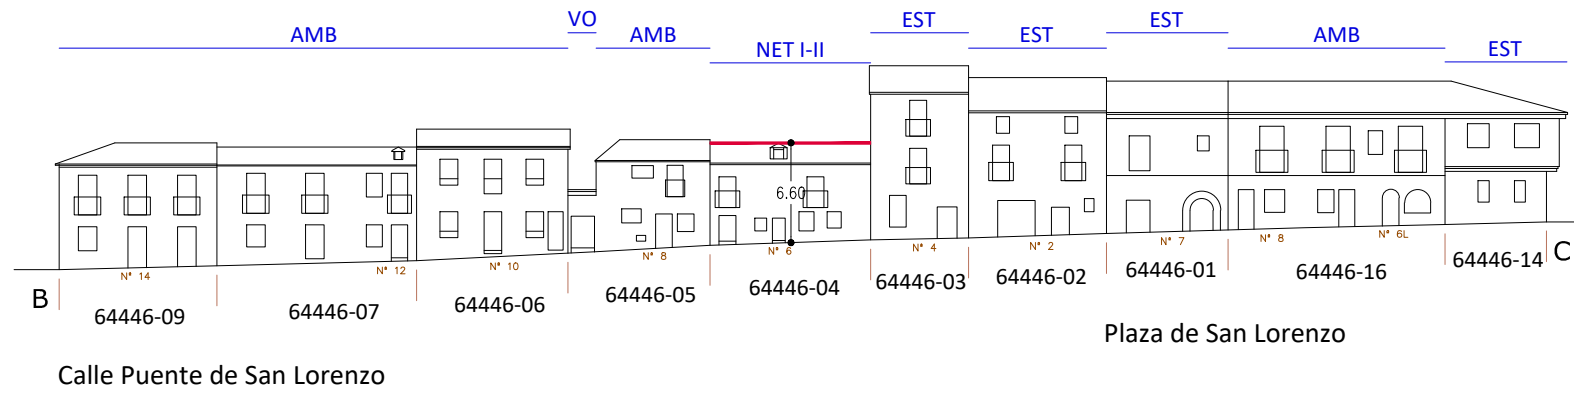 AMB
VO
AMB
NET I-II
EST
EST
EST
AMB
EST
6.60
Nº 14
Nº 12
Nº 10
Nº 8
Nº 6
Nº 4
Nº 2
Nº 7
Nº 8
Nº 6L
B
64446-09
64446-07
64446-06
64446-05
64446-04
64446-03
64446-02
64446-01
64446-16
64446-14
C
Plaza de San Lorenzo
Calle Puente de San Lorenzo